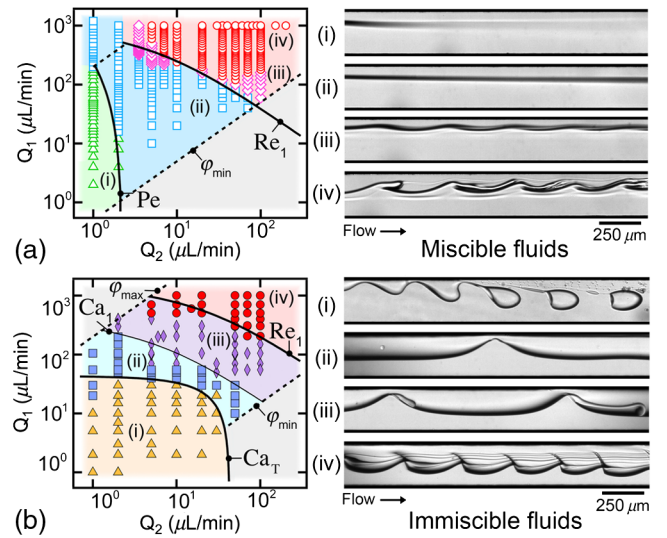 (a)
Q₁ (μL/min)
10³
10²
10¹
10⁰
(iv)
(iii)
(ii)
(i)
Re₁
φmin
Pe
10⁰ 10¹ 10²
Q₂ (μL/min)
(i)
(ii)
(iii)
(iv)
Flow
250 μm
Miscible fluids
(b)
Q₁ (μL/min)
10³
10²
10¹
10⁰
φmax
Ca₁
(iv)
(iii)
Re₁
(ii)
(i)
φmin
CaT
10⁰ 10¹ 10²
Q₂ (μL/min)
(i)
(ii)
(iii)
(iv)
Flow
250 μm
Immiscible fluids